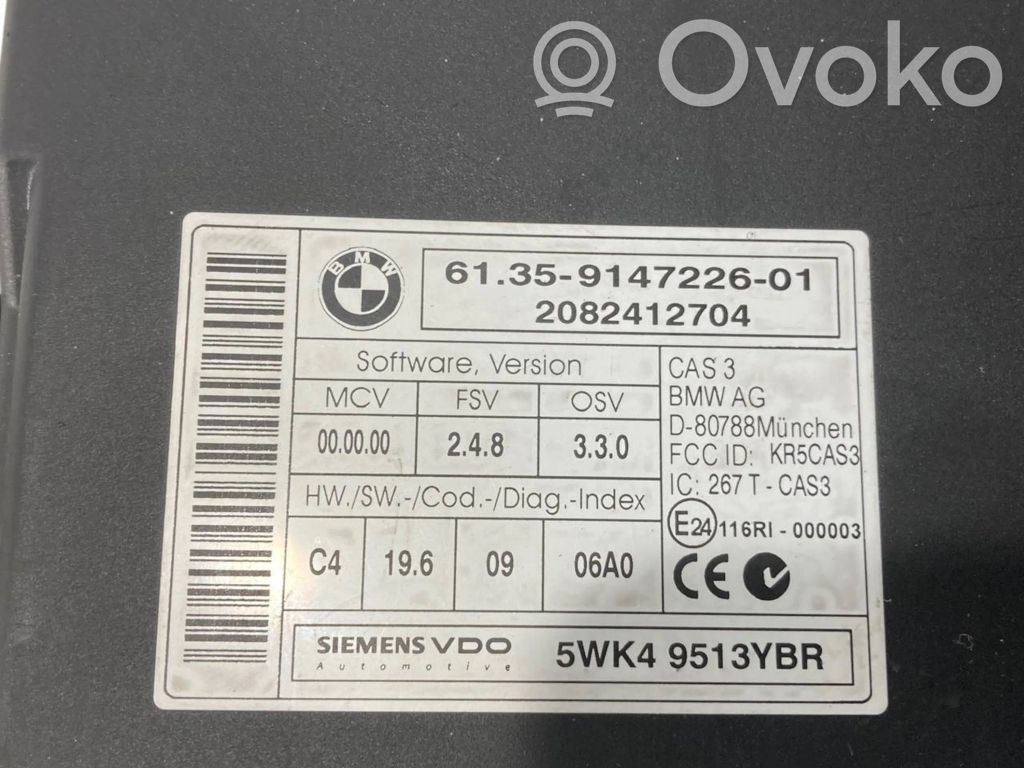 Ovoko
BMW
61.35-9147226-01
2082412704
Software, Version
MCV FSV OSV
00.00.00 2.4.8 3.3.0
HW./SW.-/Cod.-/Diag.-Index
C4 19.6 09 06A0
CAS 3
BMW AG
D-80788München
FCC ID: KR5CAS3
IC: 267 T - CAS3
E24 116RI - 000003
CE
SIEMENS VDO
Automotive
5WK4 9513YBR